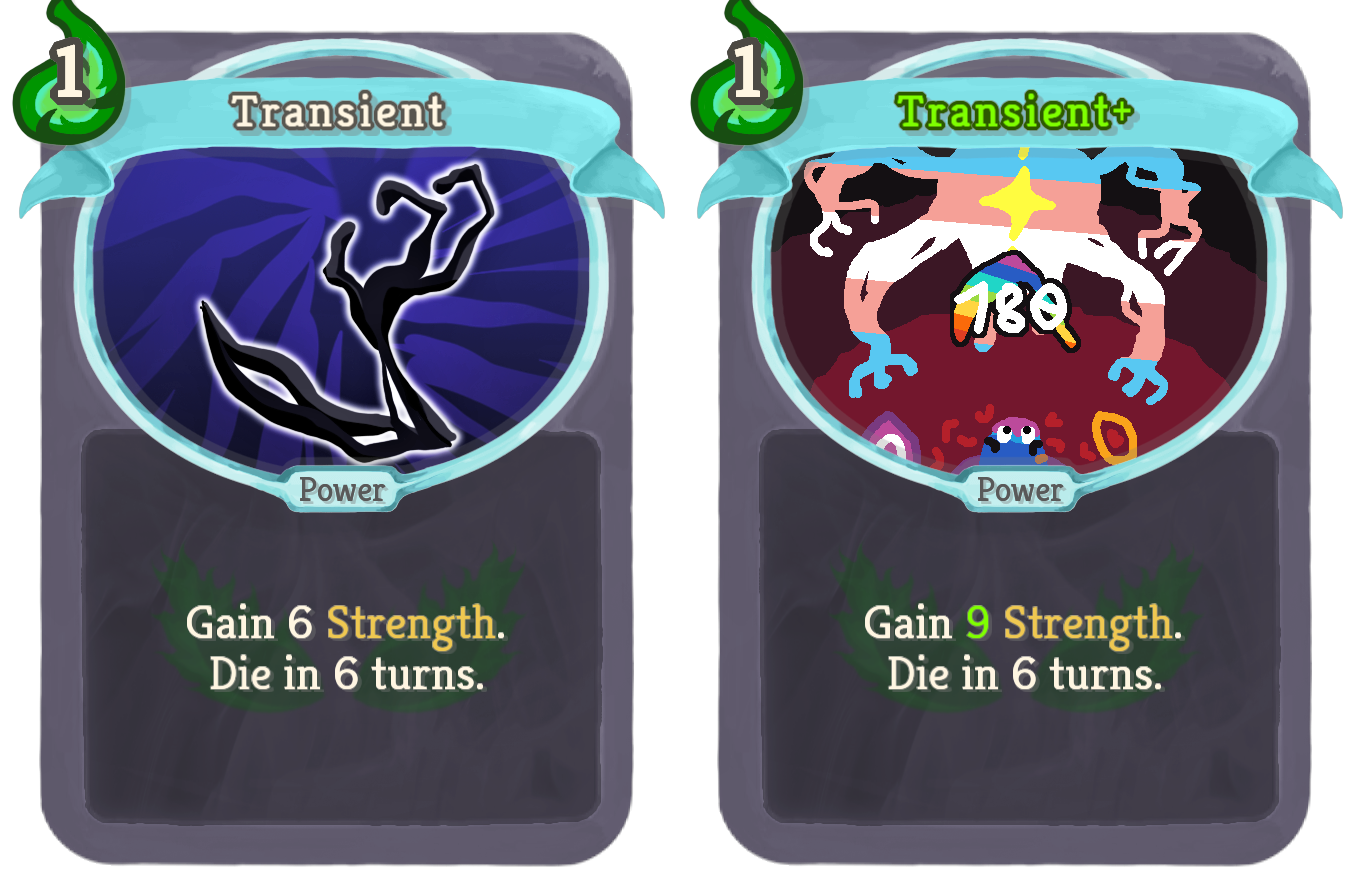 1
Transient
Power
Gain 6 Strength.
Die in 6 turns.
1
Transient+
180
Power
Gain 9 Strength.
Die in 6 turns.